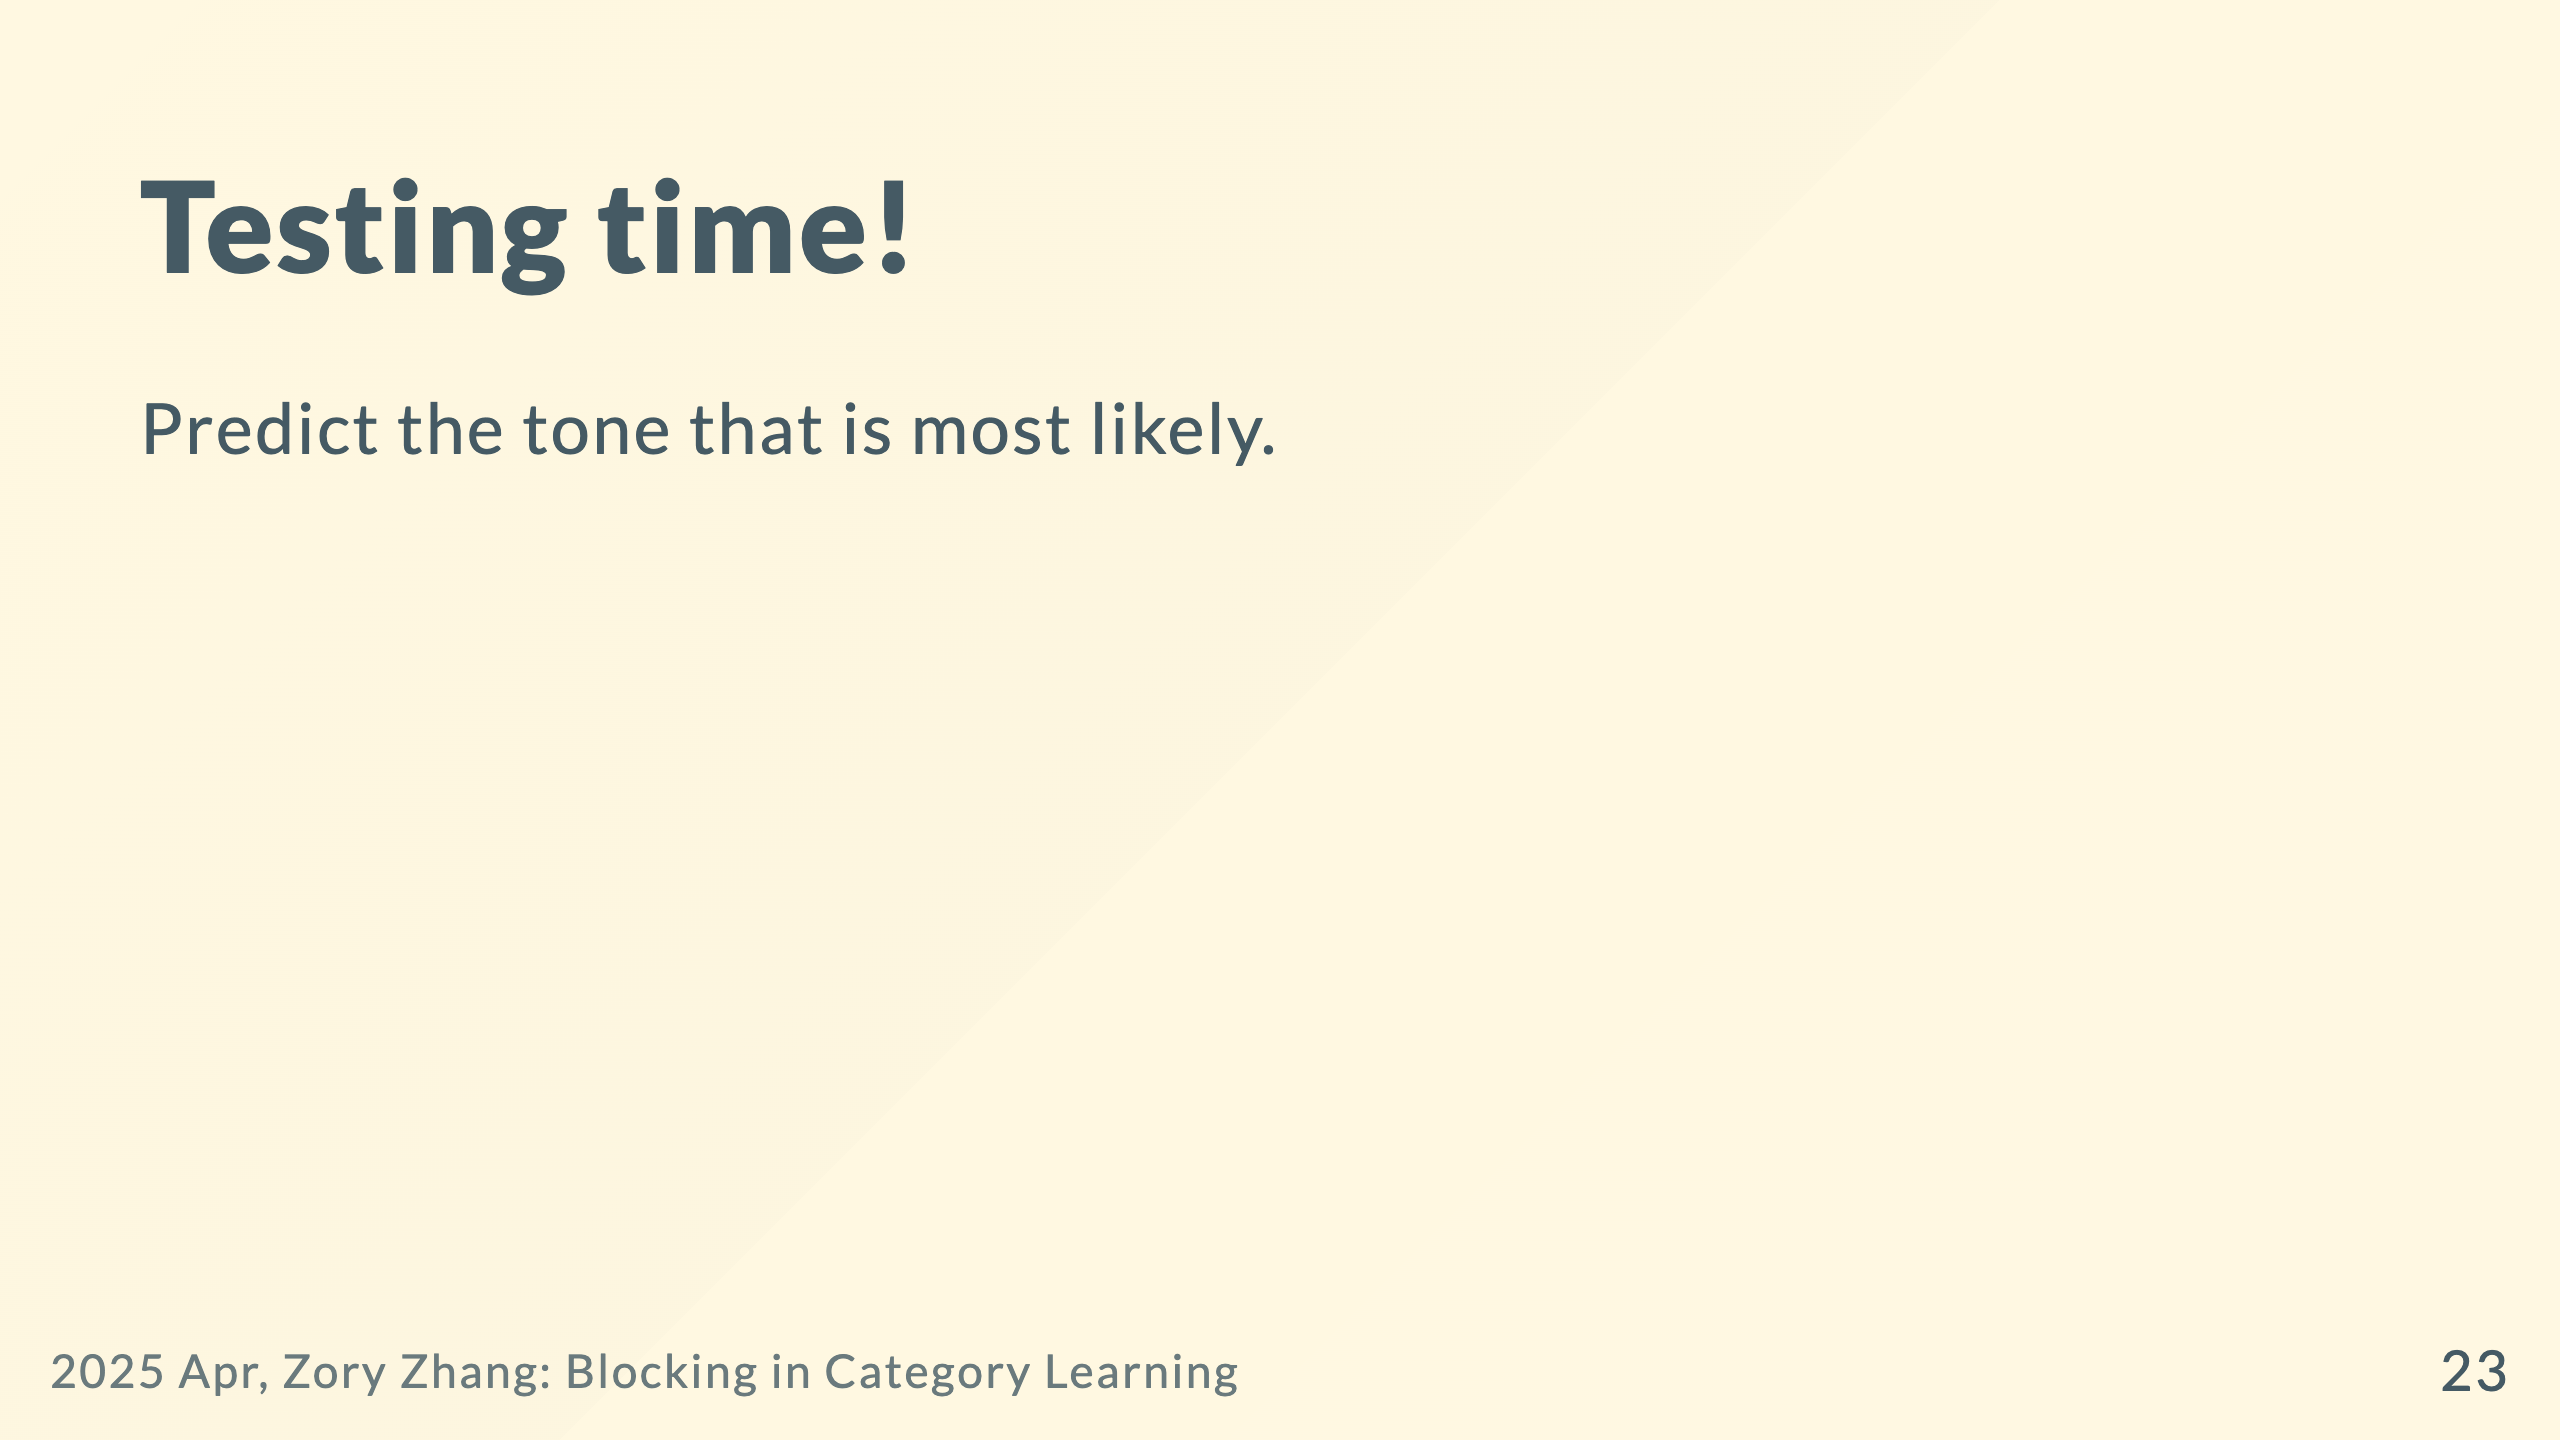 Testing time!
Predict the tone that is most likely.
2025 Apr, Zory Zhang: Blocking in Category Learning
23